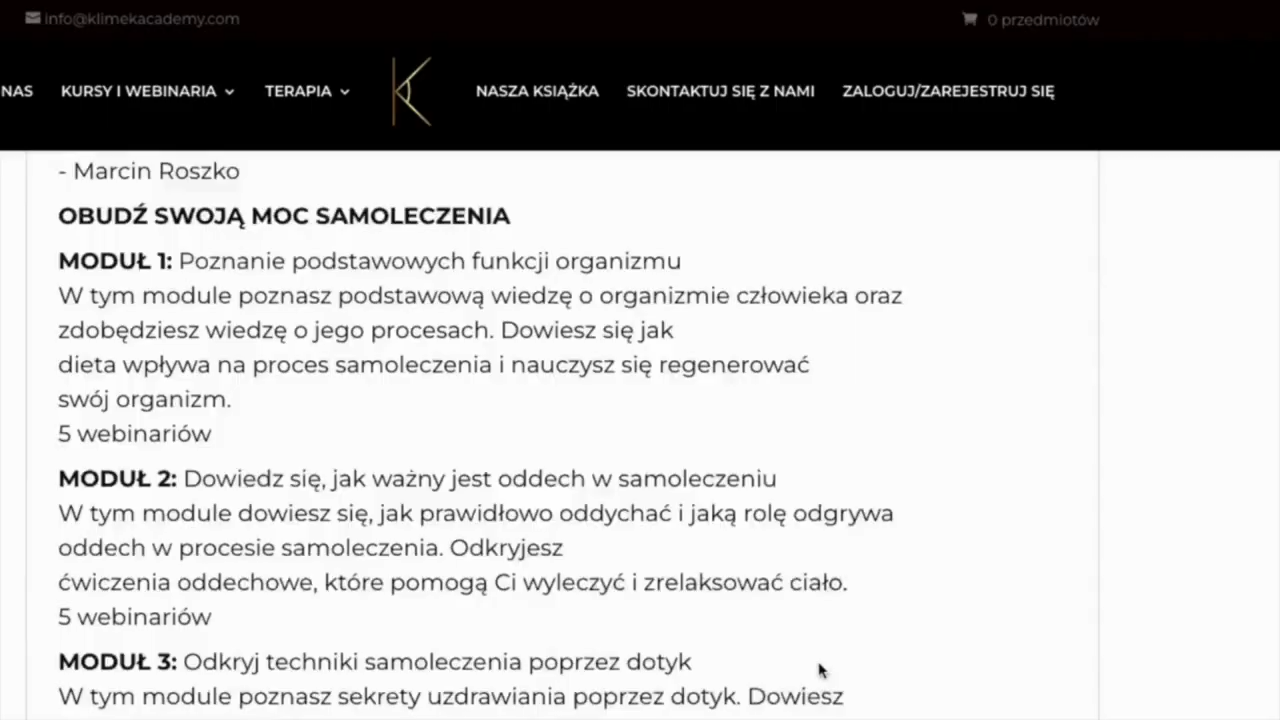 info@klimekacademy.com
0 przedmiotów
NAS KURSY I WEBINARIA TERAPIA NASZA KSIĄŻKA SKONTAKTUJ SIĘ Z NAMI ZALOGUJ/ZAREJESTRUJ SIĘ
- Marcin Roszko
OBUDŹ SWOJĄ MOC SAMOLECZENIA
MODUŁ 1: Poznanie podstawowych funkcji organizmu
W tym module poznasz podstawową wiedzę o organizmie człowieka oraz
zdobędziesz wiedzę o jego procesach. Dowiesz się jak
dieta wpływa na proces samoleczenia i nauczysz się regenerować
swój organizm.
5 webinariów
MODUŁ 2: Dowiedz się, jak ważny jest oddech w samoleczeniu
W tym module dowiesz się, jak prawidłowo oddychać i jaką rolę odgrywa
oddech w procesie samoleczenia. Odkryjesz
ćwiczenia oddechowe, które pomogą Ci wyleczyć i zrelaksować ciało.
5 webinariów
MODUŁ 3: Odkryj techniki samoleczenia poprzez dotyk
W tym module poznasz sekrety uzdrawiania poprzez dotyk. Dowiesz